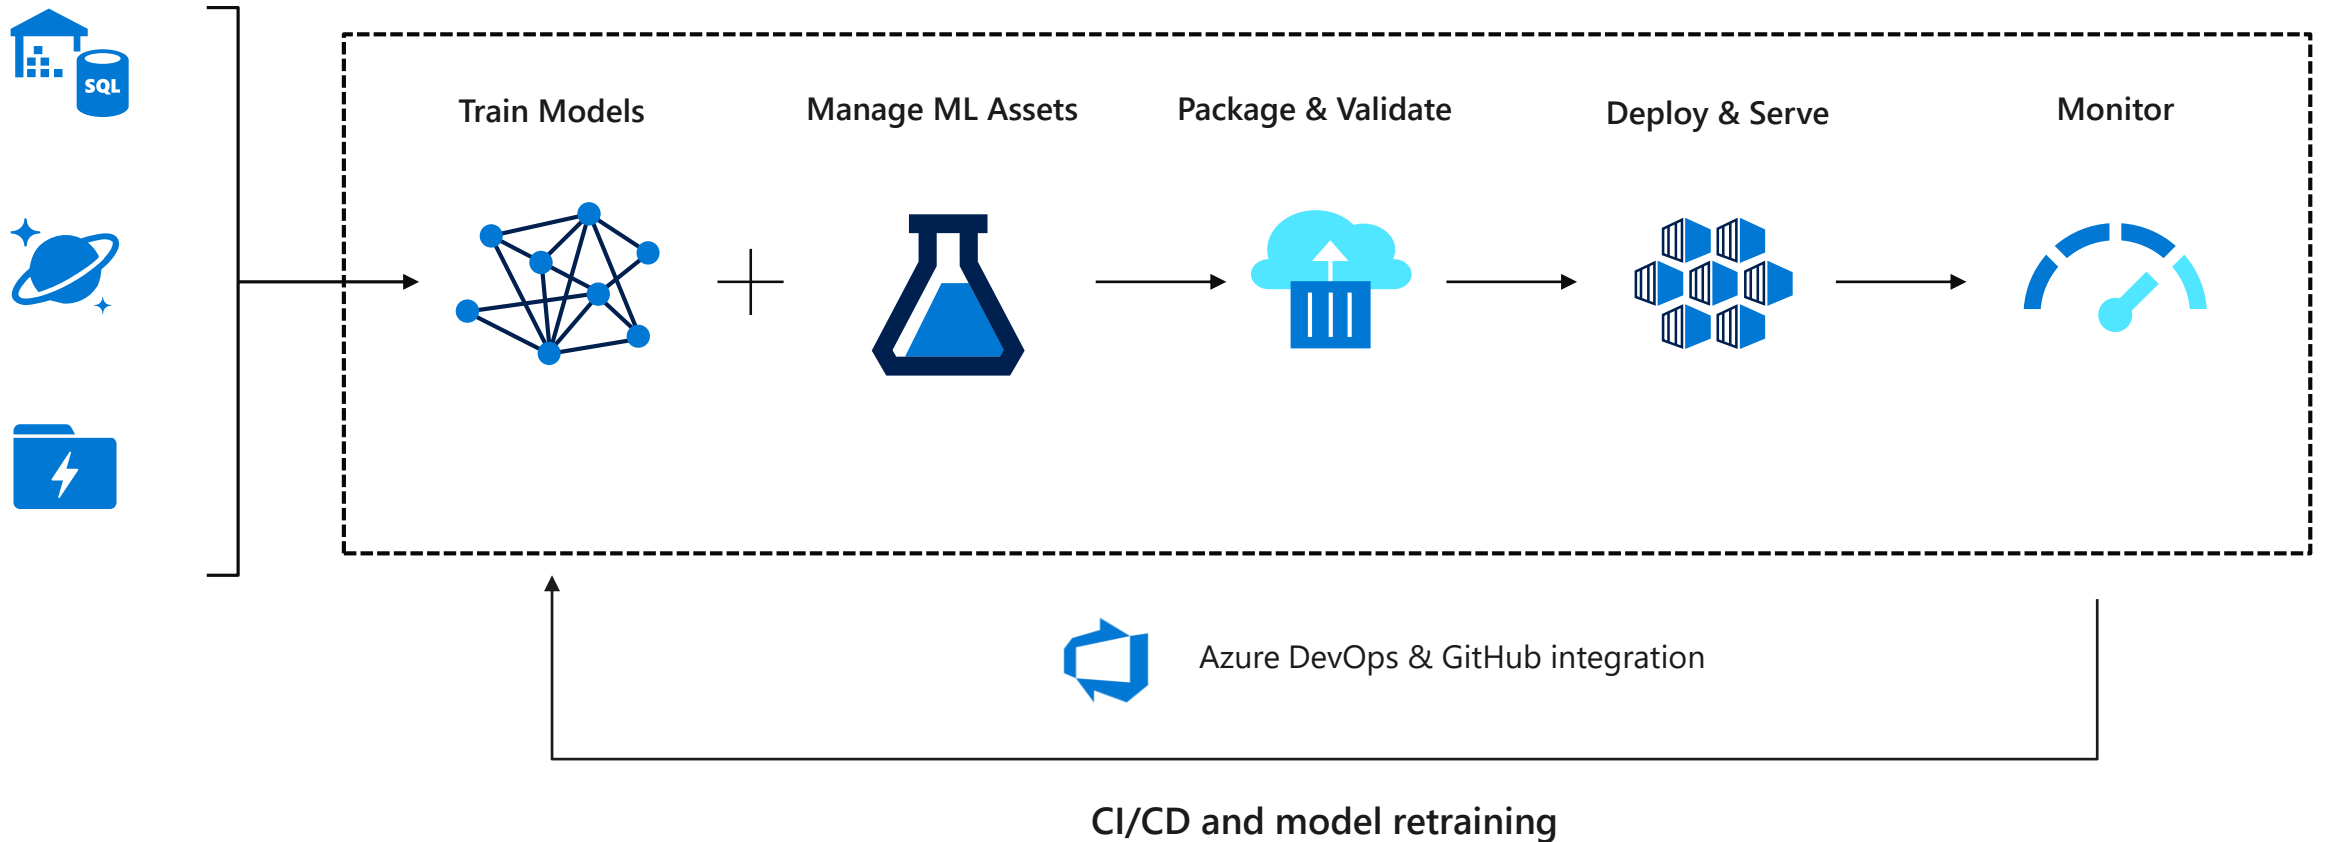 SQL
Train Models
Manage ML Assets
Package & Validate
Deploy & Serve
Monitor
Azure DevOps & GitHub integration
CI/CD and model retraining